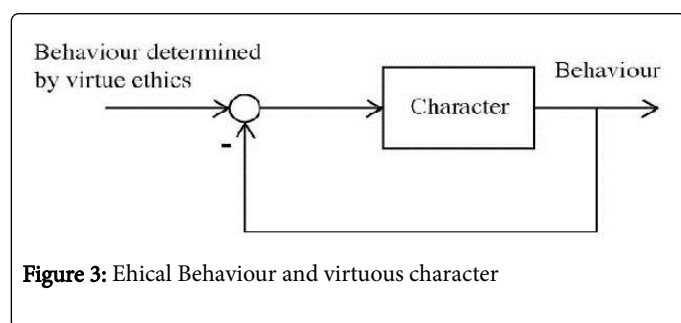 Behaviour determined
by virtue ethics
Behaviour
Character
-
Figure 3: Ehical Behaviour and virtuous character